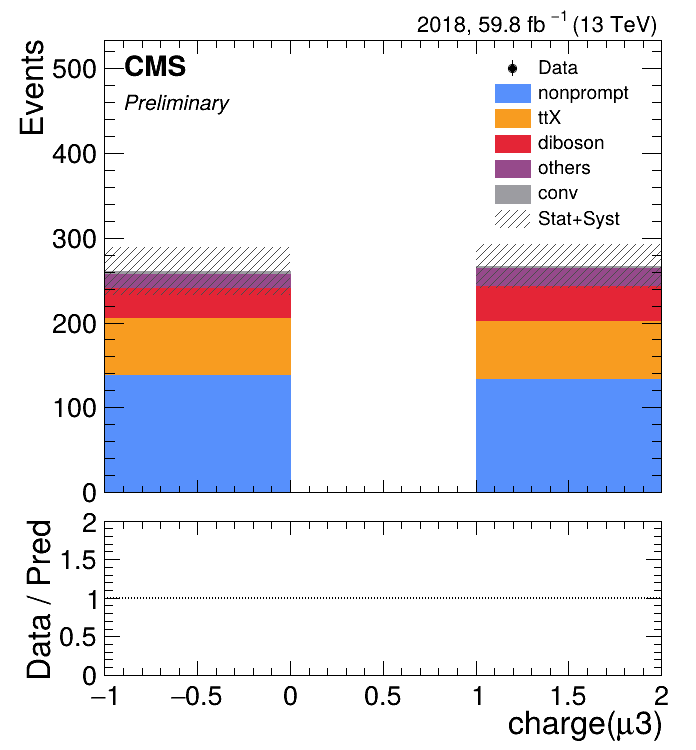 2018, 59.8 fb⁻¹ (13 TeV)
Events
500
400
300
200
100
0
CMS
Preliminary
Data
nonprompt
ttX
diboson
others
conv
Stat+Syst
Data / Pred
2
1.5
1
0.5
0
−1 −0.5 0 0.5 1 1.5 2
charge(μ3)